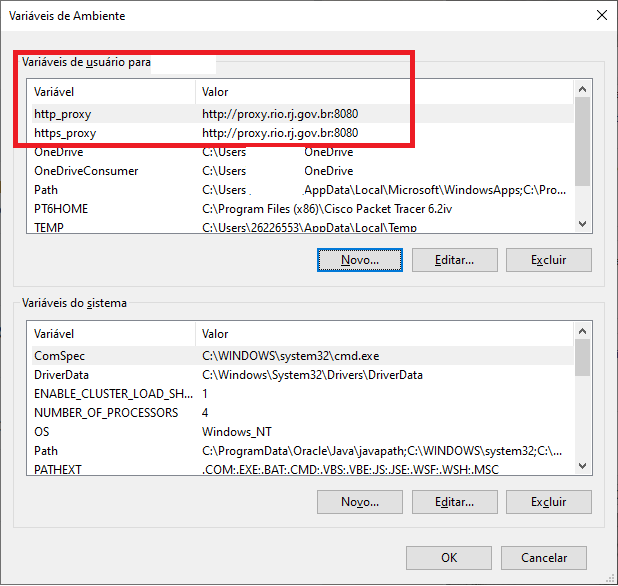 Variáveis de Ambiente
Variáveis de usuário para
Variável Valor
http_proxy http://proxy.rio.rj.gov.br:8080
https_proxy http://proxy.rio.rj.gov.br:8080
OneDrive C:\Users OneDrive
OneDriveConsumer C:\Users OneDrive
Path C:\Users .AppData\Local\Microsoft\WindowsApps;C:\Pro...
PT6HOME C:\Program Files (x86)\Cisco Packet Tracer 6.2iv
TEMP C:\Users\26226553\AppData\Local\Temp
Novo... Editar... Excluir
Variáveis do sistema
Variável Valor
ComSpec C:\WINDOWS\system32\cmd.exe
DriverData C:\Windows\System32\Drivers\DriverData
ENABLE_CLUSTER_LOAD_SH... 1
NUMBER_OF_PROCESSORS 4
OS Windows_NT
Path C:\ProgramData\Oracle\Java\javapath;C:\WINDOWS\system32;C:\...
PATHEXT .COM;.EXE;.BAT;.CMD;.VBS;.VBE;.JS;.JSE;.WSF;.WSH;.MSC
Novo... Editar... Excluir
OK Cancelar